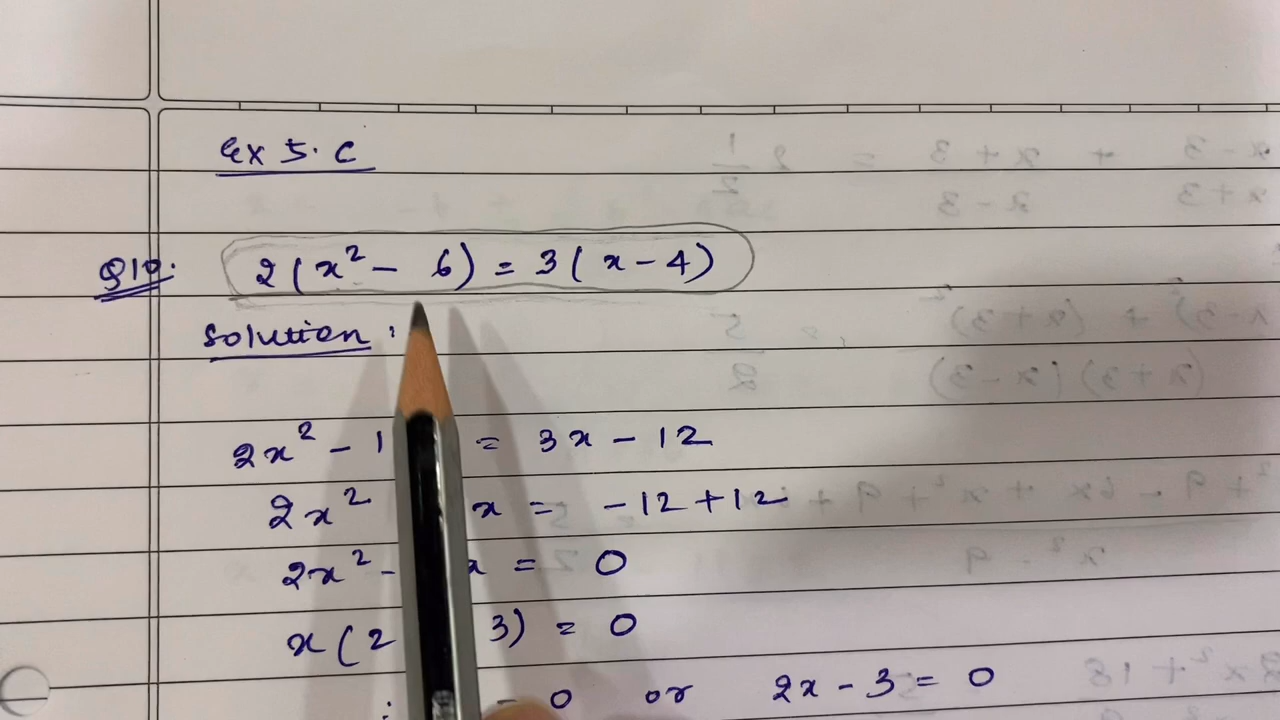 Ex 5.C
Q10. 2(x² - 6) = 3(x - 4)
Solution:
2x² - 1 = 3x - 12
2x² x = -12 + 12
2x² - x = 0
x(2 3) = 0
- 0 or 2x - 3 = 0